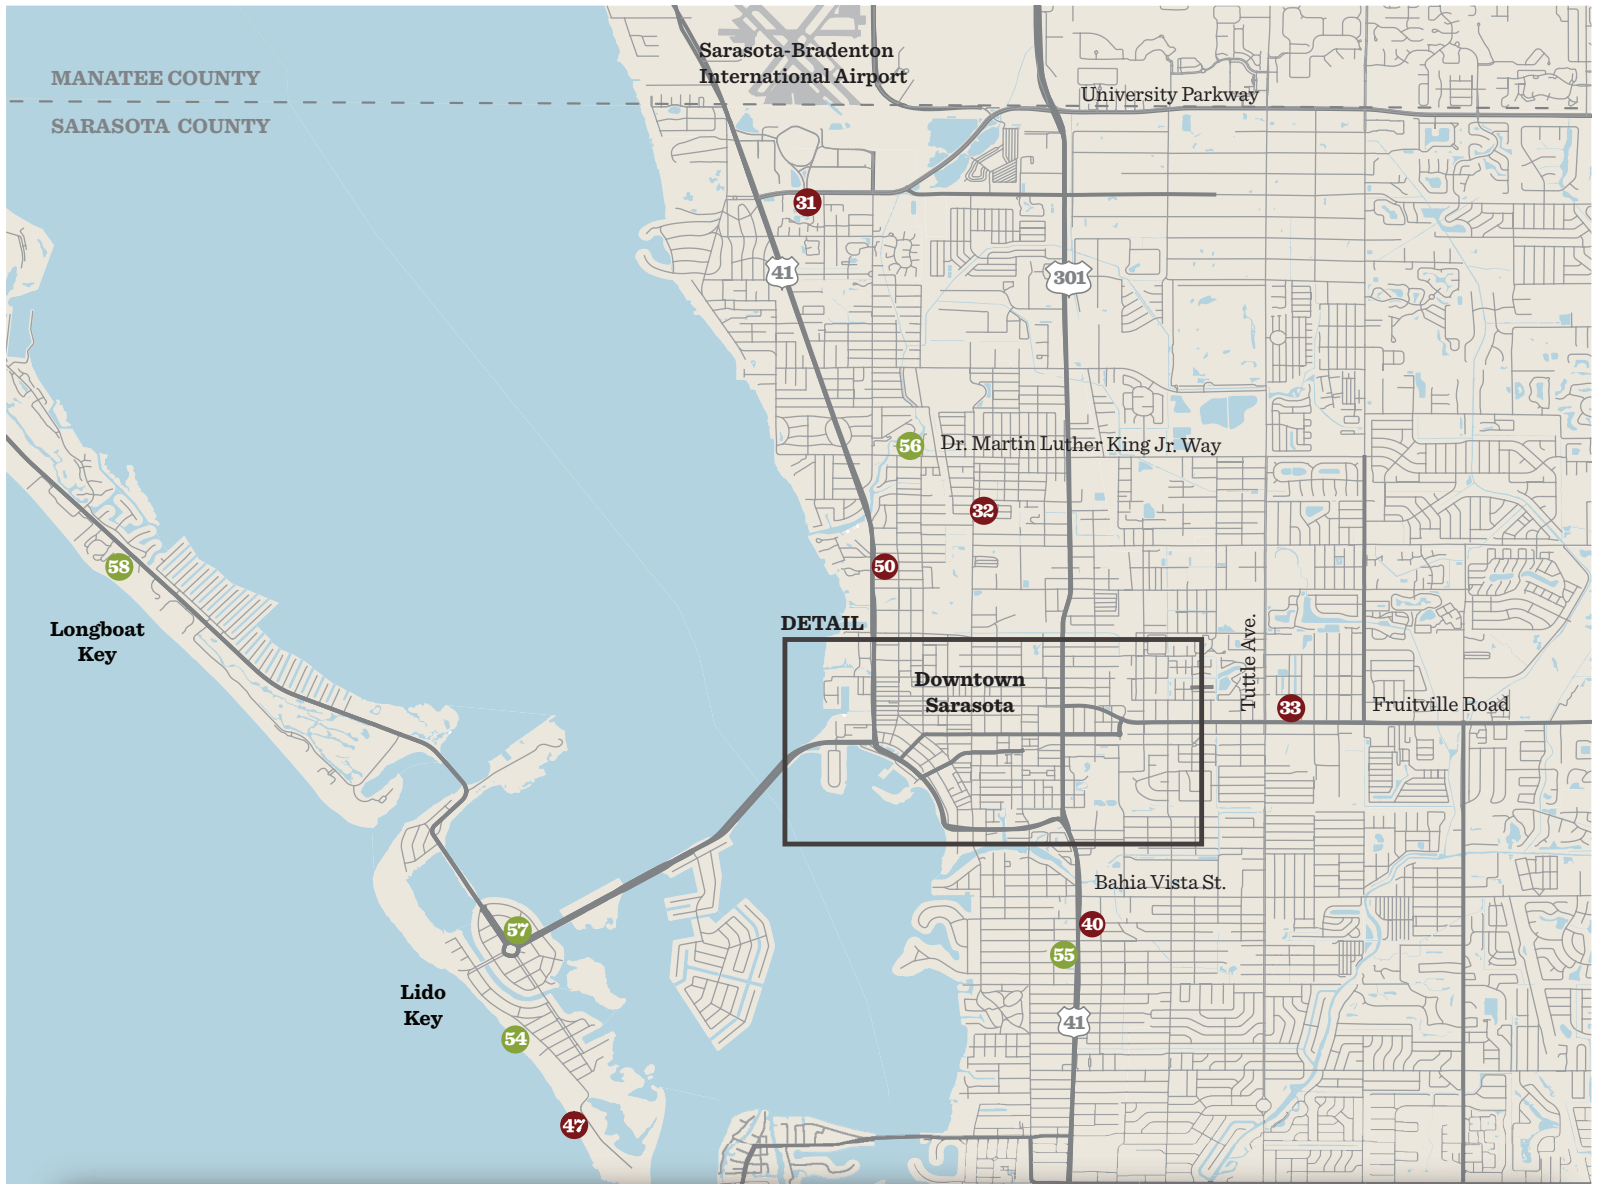 Sarasota-Bradenton
International Airport
MANATEE COUNTY
SARASOTA COUNTY
University Parkway
31
41
301
56
Dr. Martin Luther King Jr. Way
32
50
58
DETAIL
Longboat
Key
Tuttle Ave.
Downtown
Sarasota
33
Fruitville Road
Bahia Vista St.
40
57
55
Lido
Key
41
54
47